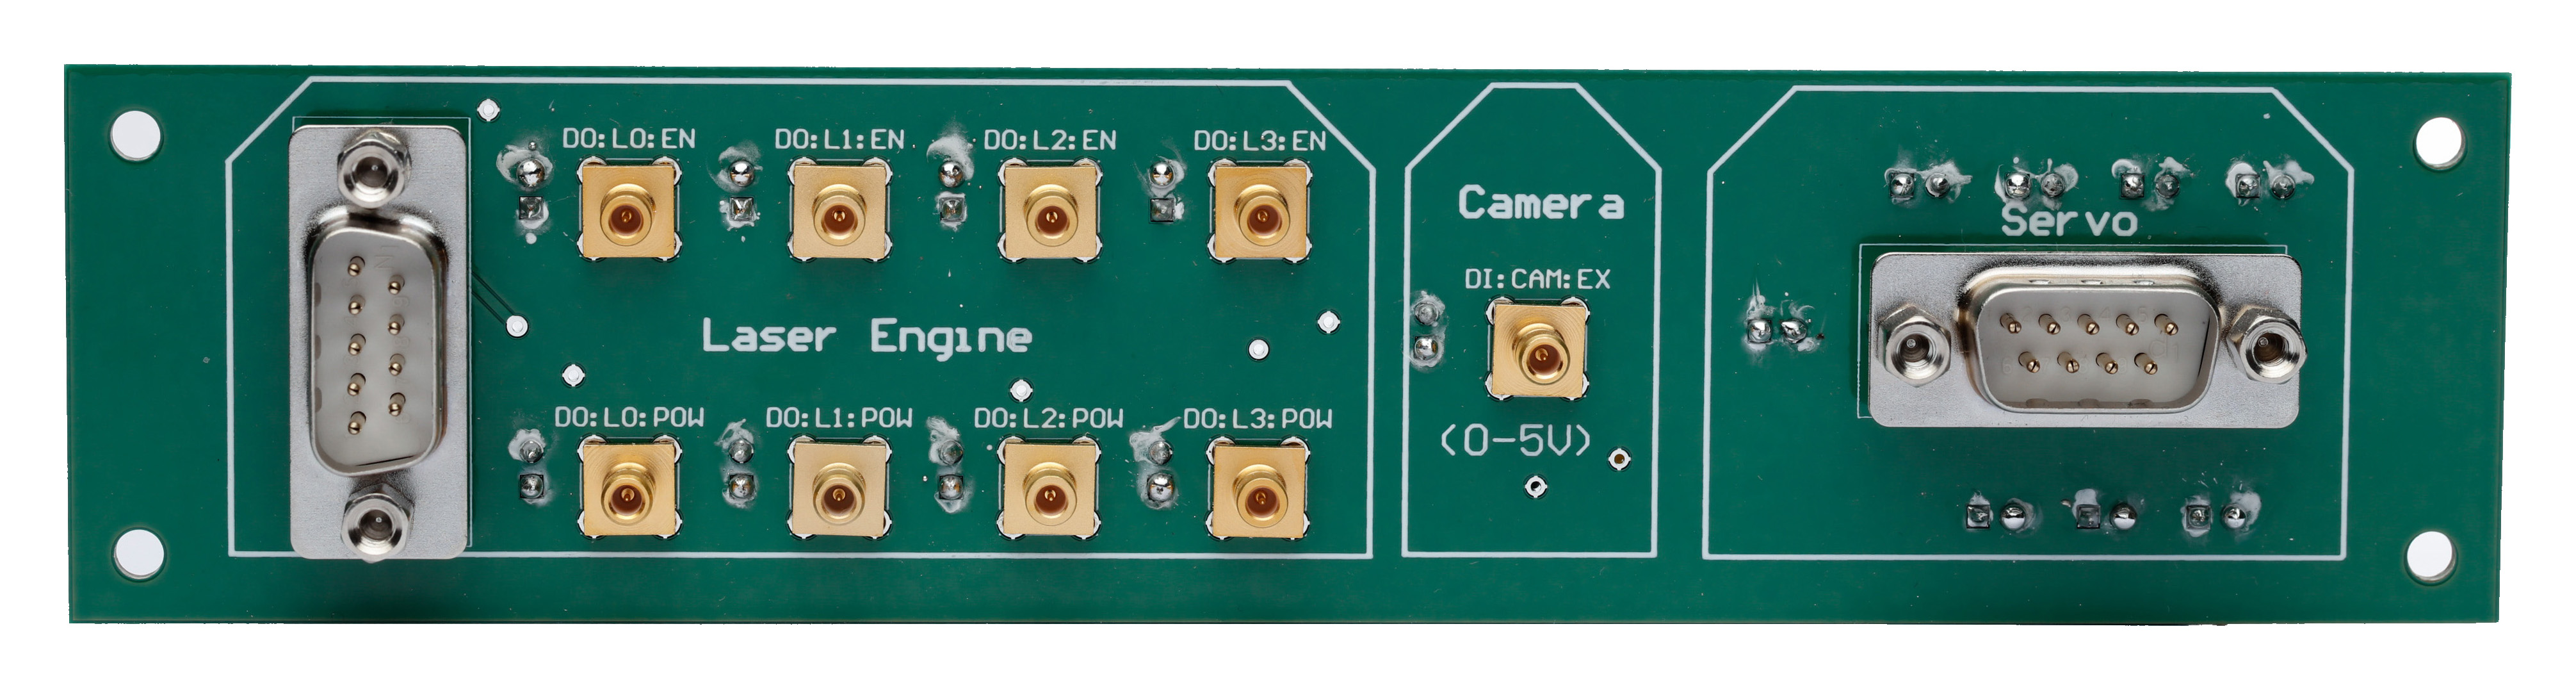 DO:L0:EN
DO:L1:EN
DO:L2:EN
DO:L3:EN
Laser Engine
DO:L0:POW
DO:L1:POW
DO:L2:POW
DO:L3:POW
Camera
DI:CAM:EX
(0-5V)
Servo